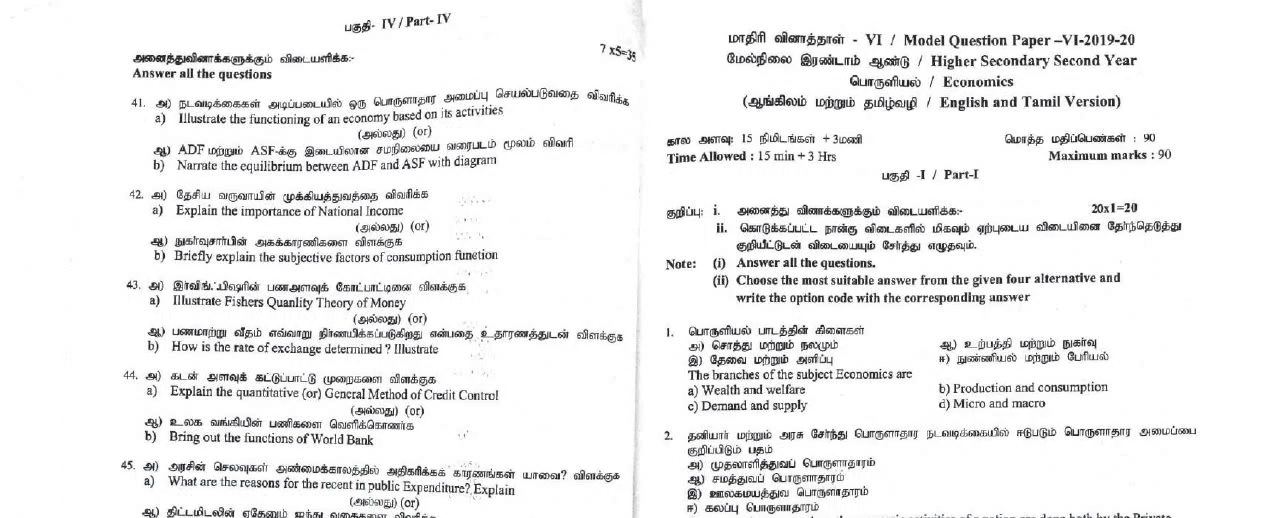 பகுதி- IV / Part- IV
7 x5=35
அனைத்துவினாக்களுக்கும் விடையளிக்க:-
Answer all the questions
41. அ) நடவடிக்கைகள் அடிப்படையில் ஒரு பொருளாதார அமைப்பு செயல்படுவதை விவரிக்க
a) Illustrate the functioning of an economy based on its activities
(அல்லது) (or)
ஆ) ADF மற்றும் ASF-க்கு இடையிலான சமநிலையை வரைபடம் மூலம் விவரி
b) Narrate the equilibrium between ADF and ASF with diagram
42. அ) தேசிய வருவாயின் முக்கியத்துவத்தை விவரிக்க
a) Explain the importance of National Income
(அல்லது) (or)
ஆ) நுகர்வுசார்பின் அகக்காரணிகளை விளக்குக
b) Briefly explain the subjective factors of consumption function
43. அ) இர்விங்ஃபிஷரின் பணஅளவுக் கோட்பாட்டினை விளக்குக
a) Illustrate Fishers Quanlity Theory of Money
(அல்லது) (or)
ஆ) பணமாற்று வீதம் எவ்வாறு நிர்ணயிக்கப்படுகிறது என்பதை உதாரணத்துடன் விளக்குக
b) How is the rate of exchange determined ? Illustrate
44. அ) கடன் அளவுக் கட்டுப்பாட்டு முறைகளை விளக்குக
a) Explain the quantitative (or) General Method of Credit Control
(அல்லது) (or)
ஆ) உலக வங்கியின் பணிகளை வெளிக்கொணர்க
b) Bring out the functions of World Bank
45. அ) அரசின் செலவுகள் அண்மைக்காலத்தில் அதிகரிக்கக் காரணங்கள் யாவை? விளக்குக
a) What are the reasons for the recent in public Expenditure? Explain
(அல்லது) (or)
ஆ) திட்டமிடலின் ஏதேனும் ஐந்து வகைகளை விவரிக்க
மாதிரி வினாத்தாள் - VI / Model Question Paper –VI-2019-20
மேல்நிலை இரண்டாம் ஆண்டு / Higher Secondary Second Year
பொருளியல் / Economics
(ஆங்கிலம் மற்றும் தமிழ்வழி / English and Tamil Version)
கால அளவு: 15 நிமிடங்கள் + 3மணி மொத்த மதிப்பெண்கள் : 90
Time Allowed : 15 min + 3 Hrs Maximum marks : 90
பகுதி -I / Part-I
குறிப்பு: i. அனைத்து வினாக்களுக்கும் விடையளிக்க:- 20x1=20
ii. கொடுக்கப்பட்ட நான்கு விடைகளில் மிகவும் ஏற்புடைய விடையினை தேர்ந்தெடுத்து
குறியீட்டுடன் விடையையும் சேர்த்து எழுதவும்.
Note: (i) Answer all the questions.
(ii) Choose the most suitable answer from the given four alternative and
write the option code with the corresponding answer
1. பொருளியல் பாடத்தின் கிளைகள்
அ) சொத்து மற்றும் நலமும் ஆ) உற்பத்தி மற்றும் நுகர்வு
இ) தேவை மற்றும் அளிப்பு ஈ) நுண்ணியல் மற்றும் பேரியல்
The branches of the subject Economics are
a) Wealth and welfare b) Production and consumption
c) Demand and supply d) Micro and macro
2. தனியார் மற்றும் அரசு சேர்ந்து பொருளாதார நடவடிக்கையில் ஈடுபடும் பொருளாதார அமைப்பை
குறிப்பிடும் பதம்
அ) முதலாளித்துவப் பொருளாதாரம்
ஆ) சமத்துவப் பொருளாதாரம்
இ) ஊலகமயத்துவ பொருளாதாரம்
ஈ) கலப்பு பொருளாதாரம்